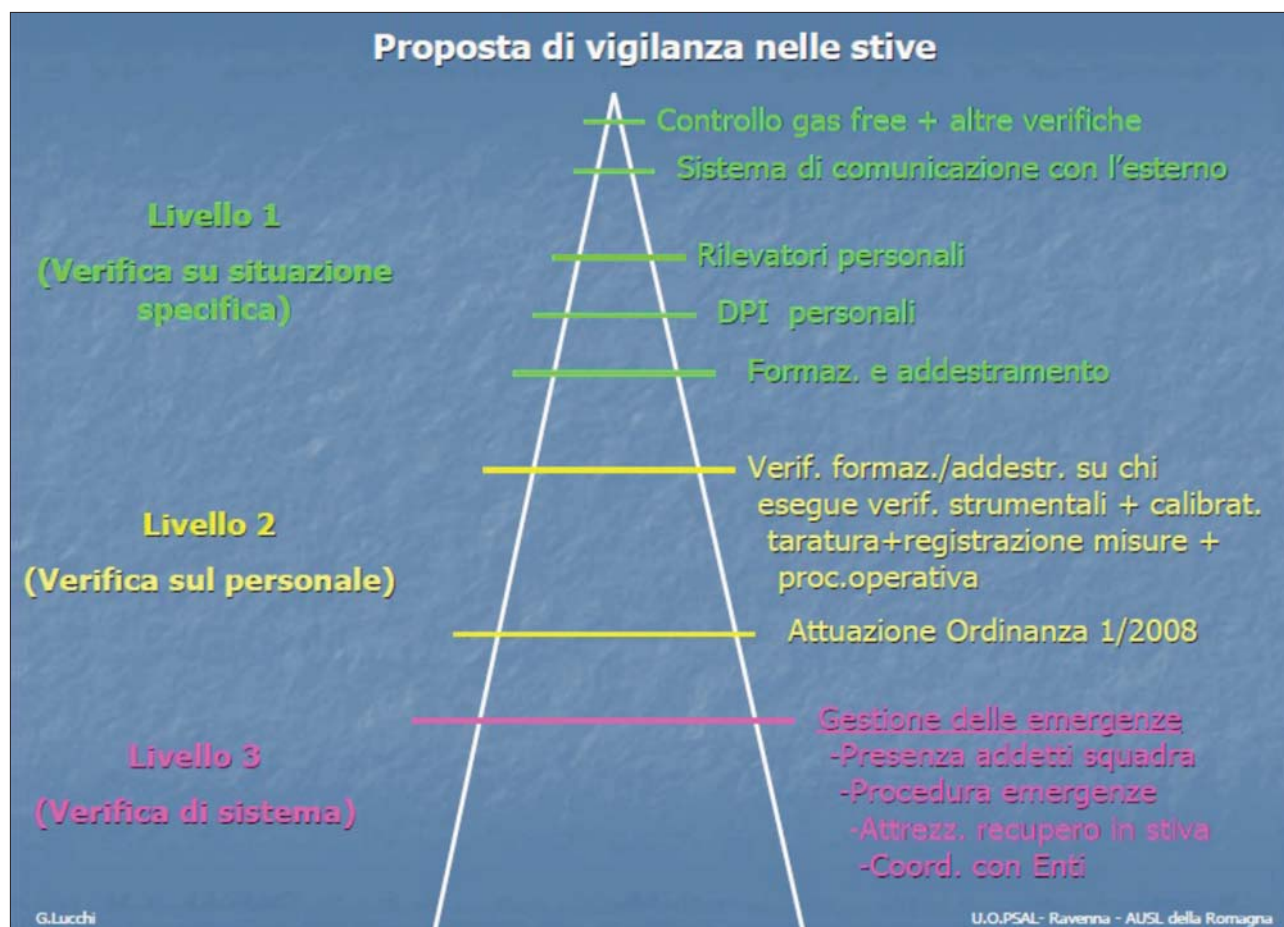 Proposta di vigilanza nelle stive
Controllo gas free + altre verifiche
Sistema di comunicazione con l'esterno
Livello 1
(Verifica su situazione
specifica)
Rilevatori personali
DPI personali
Formaz. e addestramento
Livello 2
(Verifica sul personale)
Verif. formaz./addestr. su chi
esegue verif. strumentali + calibrat.
taratura+registrazione misure +
proc.operativa
Attuazione Ordinanza 1/2008
Livello 3
(Verifica di sistema)
Gestione delle emergenze
-Presenza addetti squadra
-Procedura emergenze
-Attrezz. recupero in stiva
-Coord. con Enti
G.Lucchi
U.O.PSAL- Ravenna - AUSL della Romagna